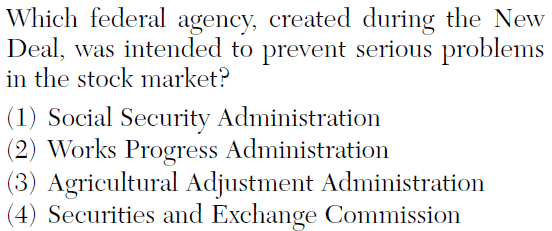 Which federal agency, created during the New
Deal, was intended to prevent serious problems
in the stock market?
(1) Social Security Administration
(2) Works Progress Administration
(3) Agricultural Adjustment Administration
(4) Securities and Exchange Commission